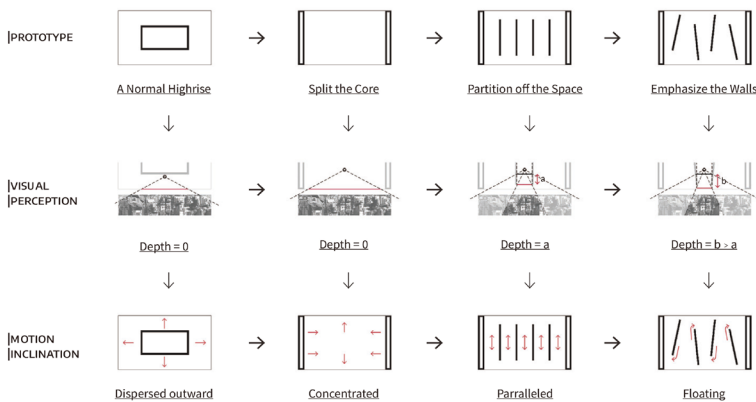 PROTOTYPE
A Normal Highrise
Split the Core
Partition off the Space
Emphasize the Walls
VISUAL
PERCEPTION
a
b
Depth = 0
Depth = 0
Depth = a
Depth = b > a
MOTION
INCLINATION
Dispersed outward
Concentrated
Parralleled
Floating